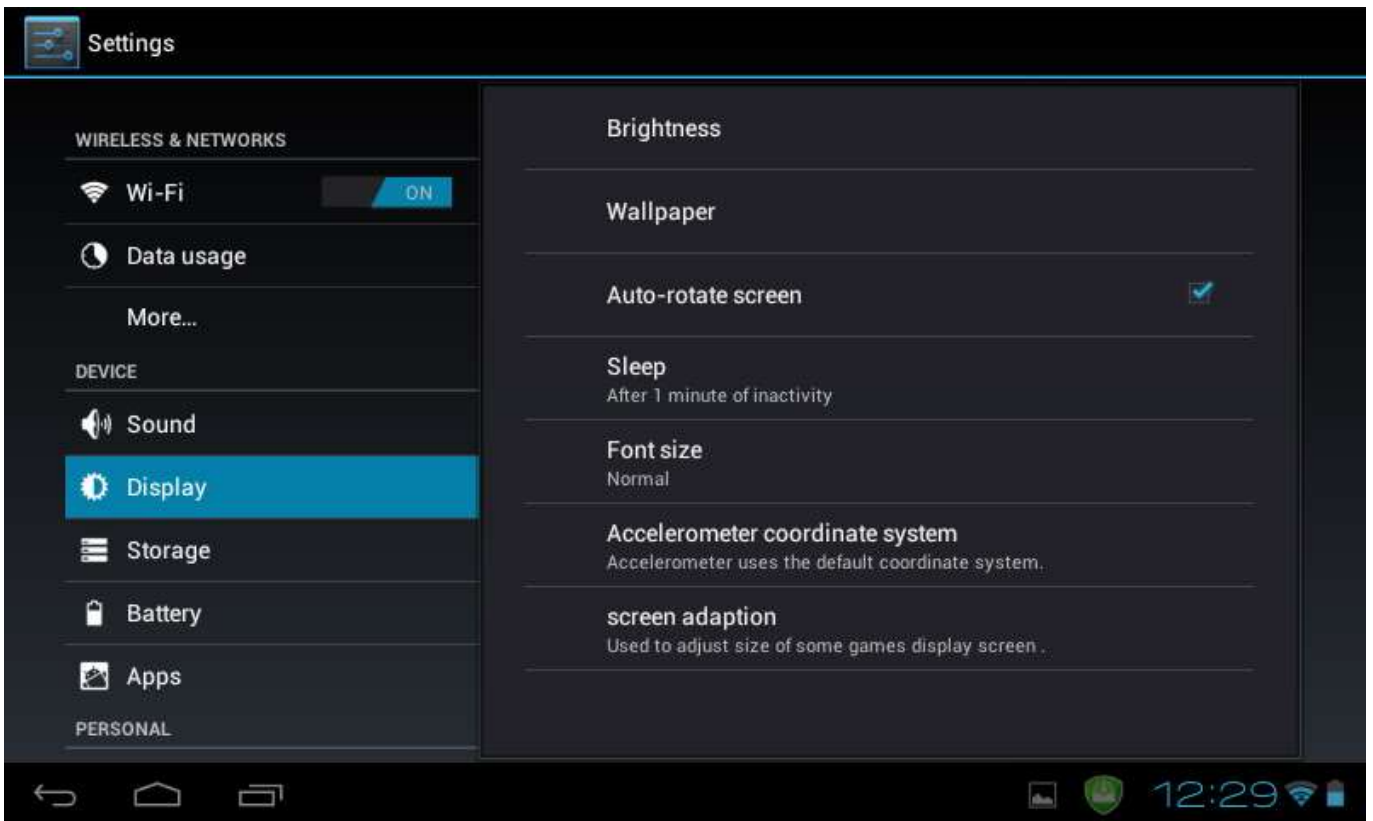 Settings
WIRELESS & NETWORKS
Wi-Fi ON
Data usage
More...
DEVICE
Sound
Display
Storage
Battery
Apps
PERSONAL
Brightness
Wallpaper
Auto-rotate screen
Sleep
After 1 minute of inactivity
Font size
Normal
Accelerometer coordinate system
Accelerometer uses the default coordinate system.
screen adaption
Used to adjust size of some games display screen .
12:29